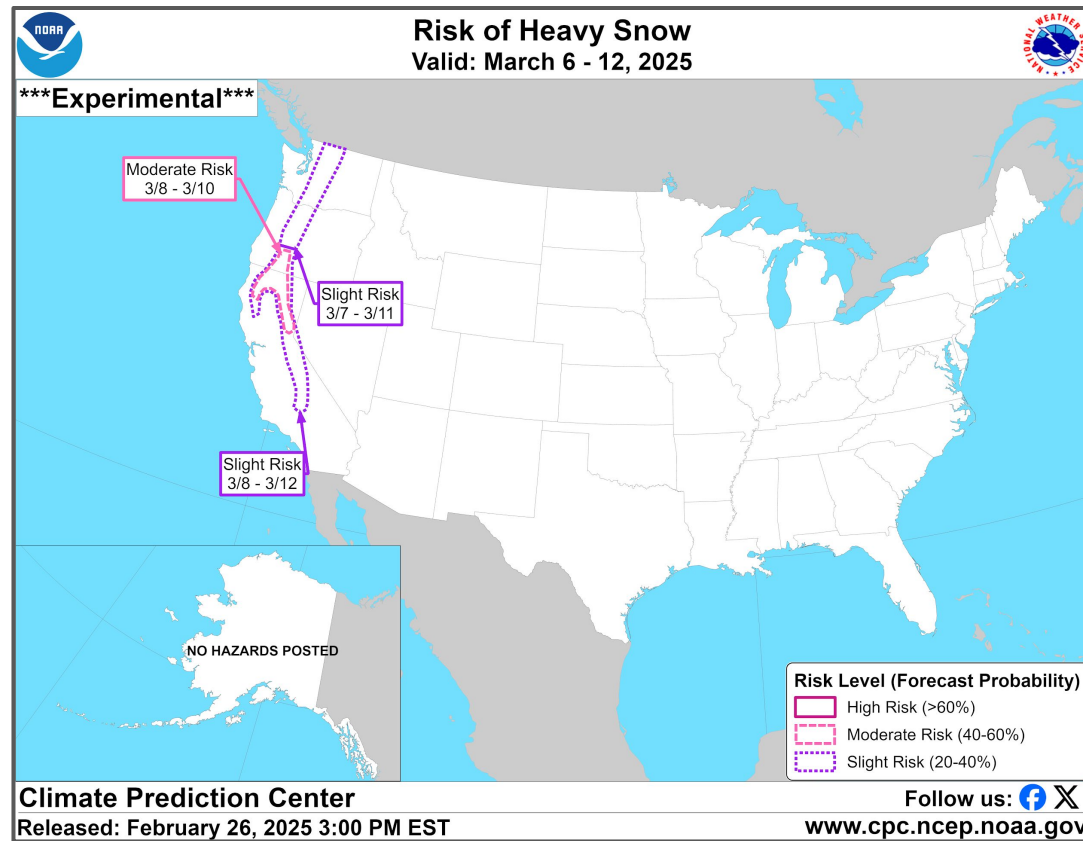 NOAA
Risk of Heavy Snow
Valid: March 6 - 12, 2025
NATIONAL WEATHER SERVICE
***Experimental***
Moderate Risk
3/8 - 3/10
Slight Risk
3/7 - 3/11
Slight Risk
3/8 - 3/12
NO HAZARDS POSTED
Risk Level (Forecast Probability)
High Risk (>60%)
Moderate Risk (40-60%)
Slight Risk (20-40%)
Climate Prediction Center
Follow us:
Released: February 26, 2025 3:00 PM EST
www.cpc.ncep.noaa.gov